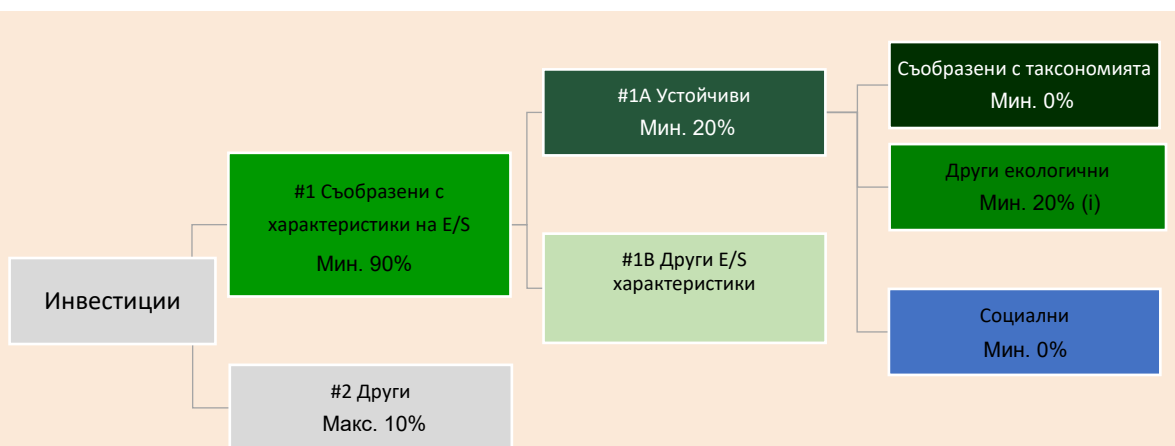 Инвестиции
#1 Съобразени с
характеристики на E/S
Мин. 90%
#2 Други
Макс. 10%
#1A Устойчиви
Мин. 20%
#1B Други E/S
характеристики
Съобразени с таксономията
Мин. 0%
Други екологични
Мин. 20% (i)
Социални
Мин. 0%